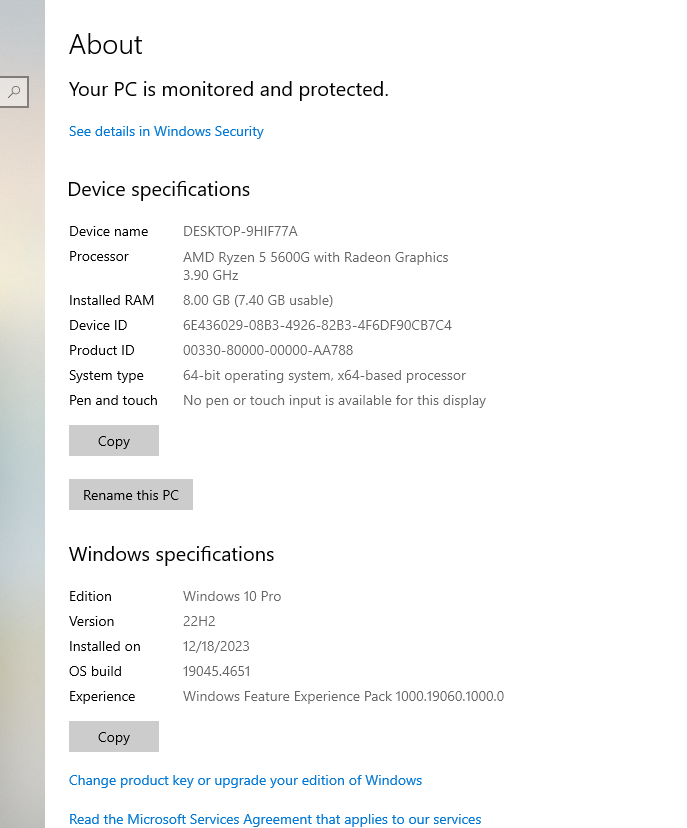 About
Your PC is monitored and protected.
See details in Windows Security
Device specifications
Device name DESKTOP-9HIF77A
Processor AMD Ryzen 5 5600G with Radeon Graphics
3.90 GHz
Installed RAM 8.00 GB (7.40 GB usable)
Device ID 6E436029-08B3-4926-82B3-4F6DF90CB7C4
Product ID 00330-80000-00000-AA788
System type 64-bit operating system, x64-based processor
Pen and touch No pen or touch input is available for this display
Copy
Rename this PC
Windows specifications
Edition Windows 10 Pro
Version 22H2
Installed on 12/18/2023
OS build 19045.4651
Experience Windows Feature Experience Pack 1000.19060.1000.0
Copy
Change product key or upgrade your edition of Windows
Read the Microsoft Services Agreement that applies to our services